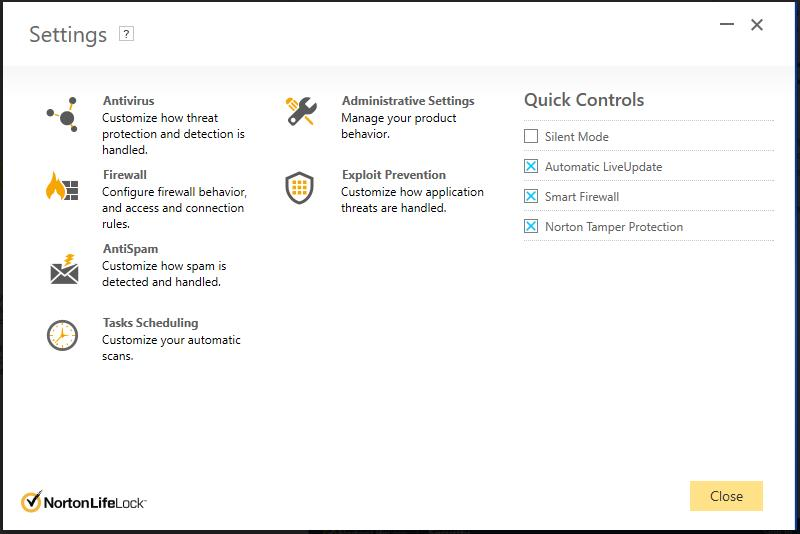 Settings ?
Antivirus
Customize how threat
protection and detection is
handled.
Firewall
Configure firewall behavior,
and access and connection
rules.
AntiSpam
Customize how spam is
detected and handled.
Tasks Scheduling
Customize your automatic
scans.
Administrative Settings
Manage your product
behavior.
Exploit Prevention
Customize how application
threats are handled.
Quick Controls
Silent Mode
Automatic LiveUpdate
Smart Firewall
Norton Tamper Protection
NortonLifeLock
Close